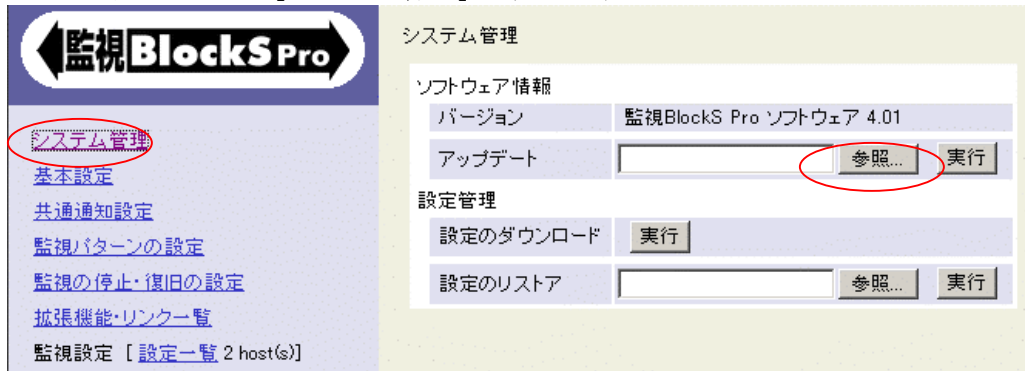 監視BlockS Pro
システム管理
基本設定
共通通知設定
監視パターンの設定
監視の停止・復旧の設定
拡張機能・リンク一覧
監視設定 [ 設定一覧 2 host(s)]
システム管理
ソフトウェア情報
バージョン 監視BlockS Pro ソフトウェア 4.01
アップデート 参照... 実行
設定管理
設定のダウンロード 実行
設定のリストア 参照... 実行